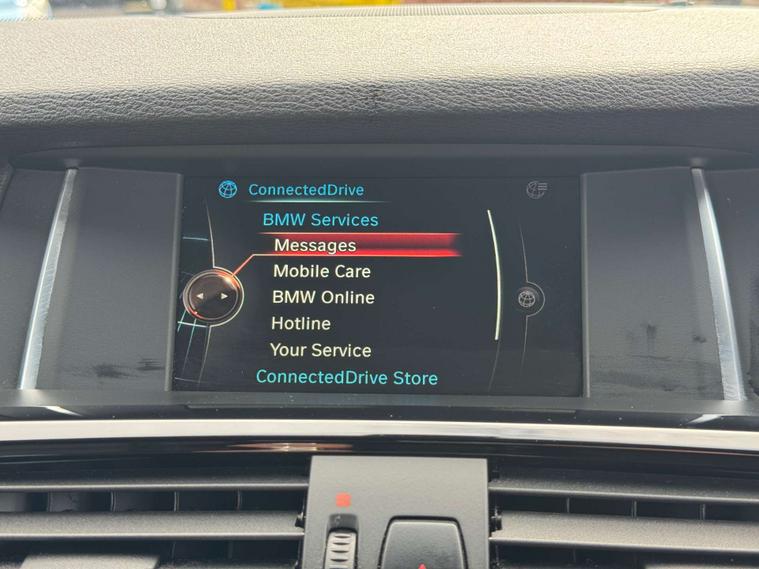 ConnectedDrive
BMW Services
Messages
Mobile Care
BMW Online
Hotline
Your Service
ConnectedDrive Store